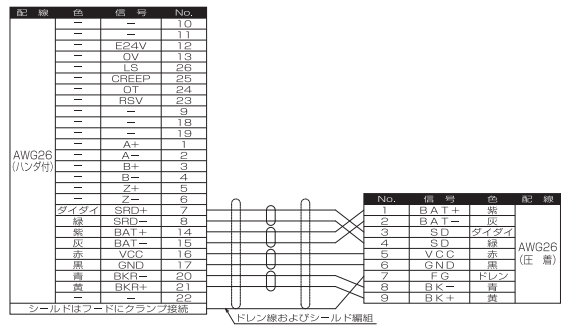 配 線 色 信 号 No.
— — 10
— — 11
— E24V 12
— 0V 13
— LS 26
— CREEP 25
— OT 24
— RSV 23
— — 9
— — 18
— — 19
— A+ 1
AWG26 — A− 2
(ハンダ付) — B+ 3
— B− 4
— Z+ 5
— Z− 6
ダイダイ SRD+ 7
緑 SRD− 8
紫 BAT+ 14
灰 BAT− 15
赤 VCC 16
黒 GND 17
青 BKR− 20
黄 BKR+ 21
— — 22
シールドはフードにクランプ接続
No. 信 号 色 配 線
1 BAT+ 紫
2 BAT− 灰
3 SD ダイダイ
4 SD 緑
AWG26
5 VCC 赤
(圧 着)
6 GND 黒
7 FG ドレン
8 BK− 青
9 BK+ 黄
ドレン線およびシールド編組